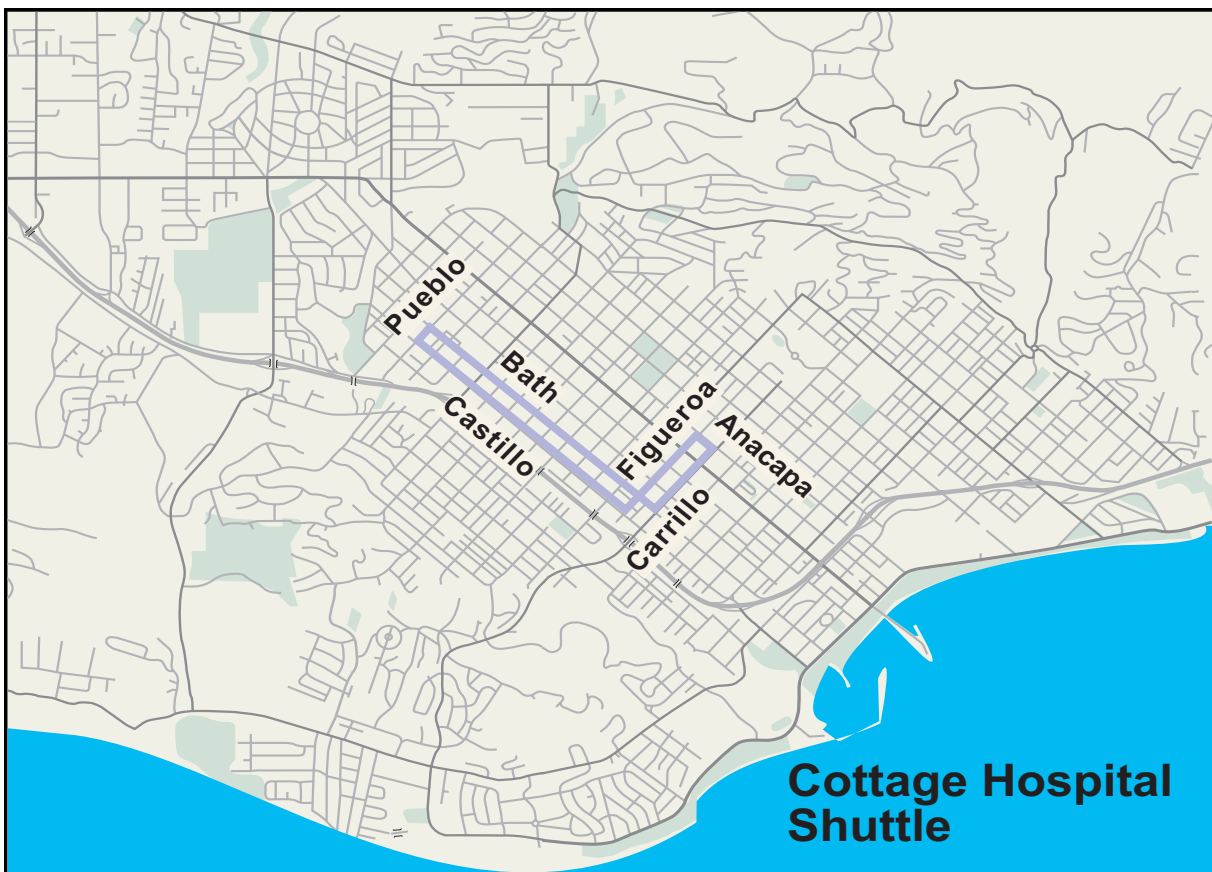 Pueblo
Bath
Castillo
Figueroa
Anacapa
Carrillo
Cottage Hospital
Shuttle